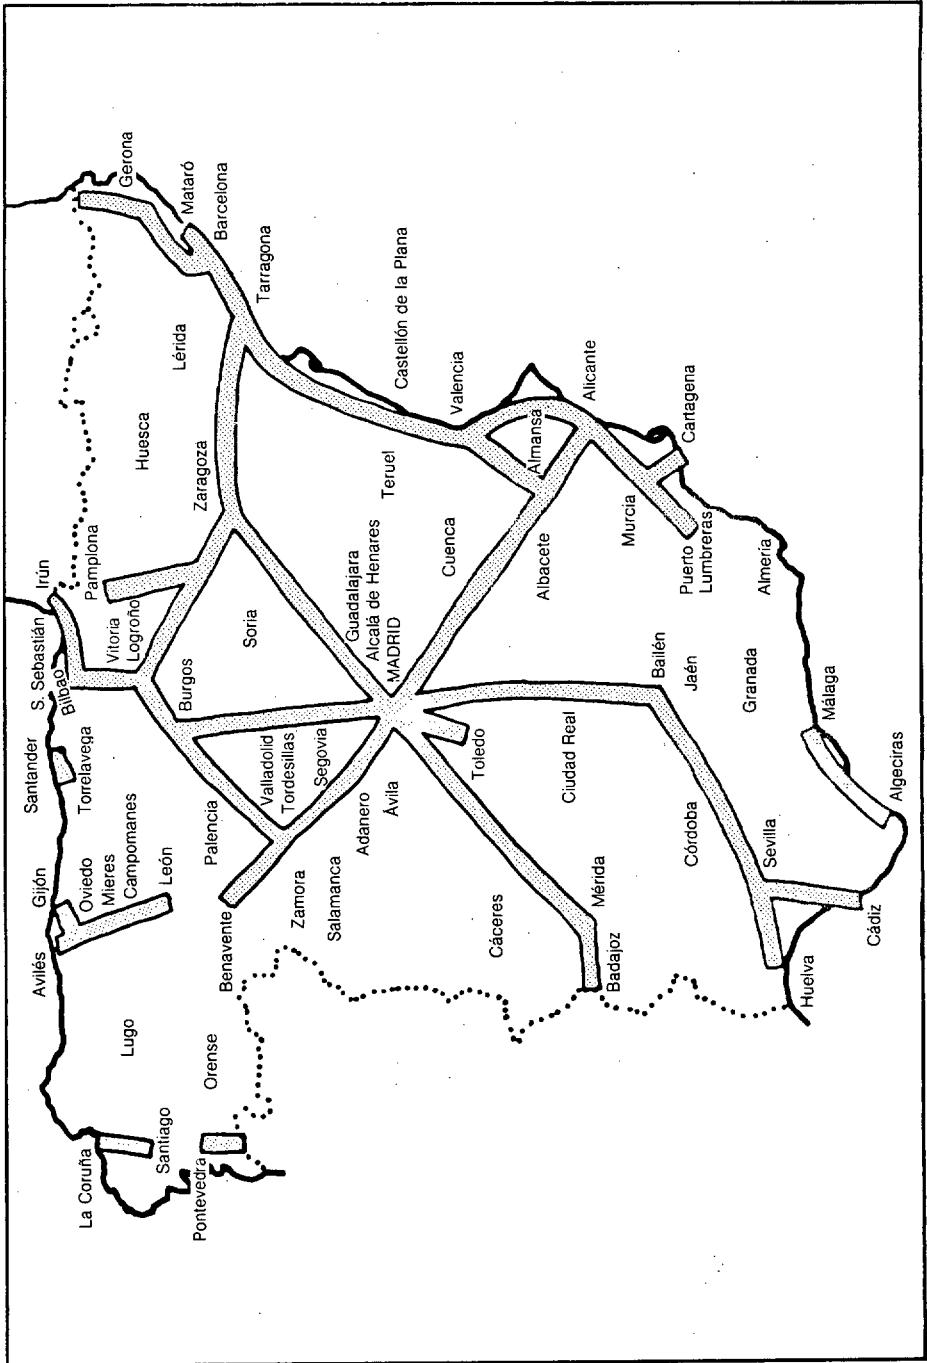 La Coruña
Santiago
Pontevedra
Lugo
Orense
Avilés
Gijón
Oviedo
Mieres
Campomanes
León
Benavente
Zamora
Salamanca
Santander
Torrelavega
Palencia
Valladolid
Tordesillas
Segovia
Adanero
Ávila
S. Sebastián
Bilbao
Irún
Vitoria
Logroño
Burgos
Pamplona
Soria
Huesca
Zaragoza
Lérida
Gerona
Mataró
Barcelona
Tarragona
Guadalajara
Alcalá de Henares
MADRID
Toledo
Cuenca
Teruel
Castellón de la Plana
Valencia
Cáceres
Badajoz
Mérida
Ciudad Real
Albacete
Almansa
Alicante
Murcia
Cartagena
Puerto
Lumbreras
Almería
Bailén
Jaén
Granada
Málaga
Córdoba
Sevilla
Huelva
Cádiz
Algeciras